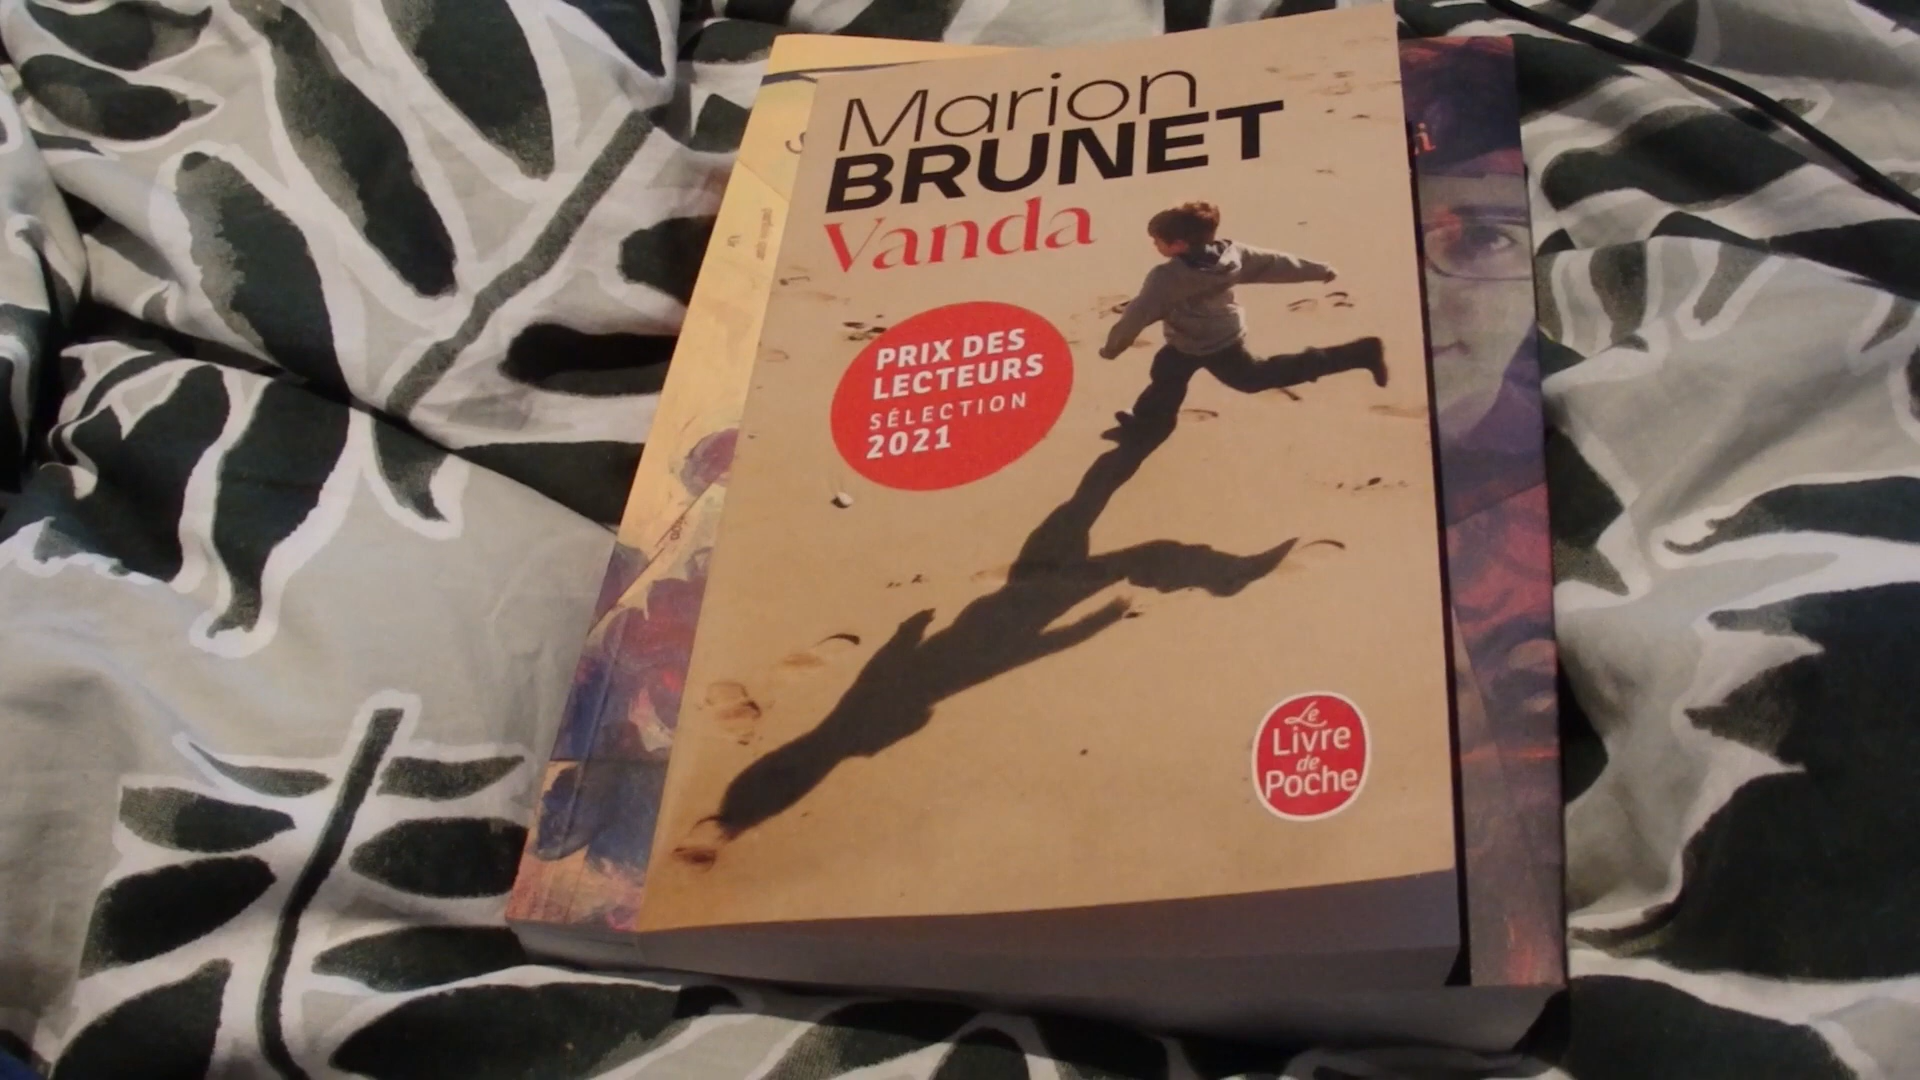 Marion
BRUNET
Vanda
PRIX DES
LECTEURS
SÉLECTION
2021
Le
Livre
de
Poche